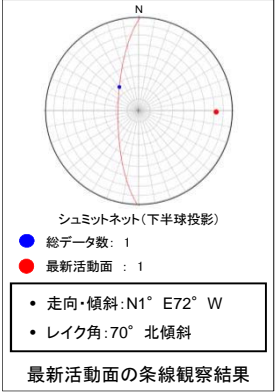 N
シュミットネット(下半球投影)
総データ数: 1
最新活動面 : 1
• 走向・傾斜:N1° E72° W
• レイク角:70° 北傾斜
最新活動面の条線観察結果